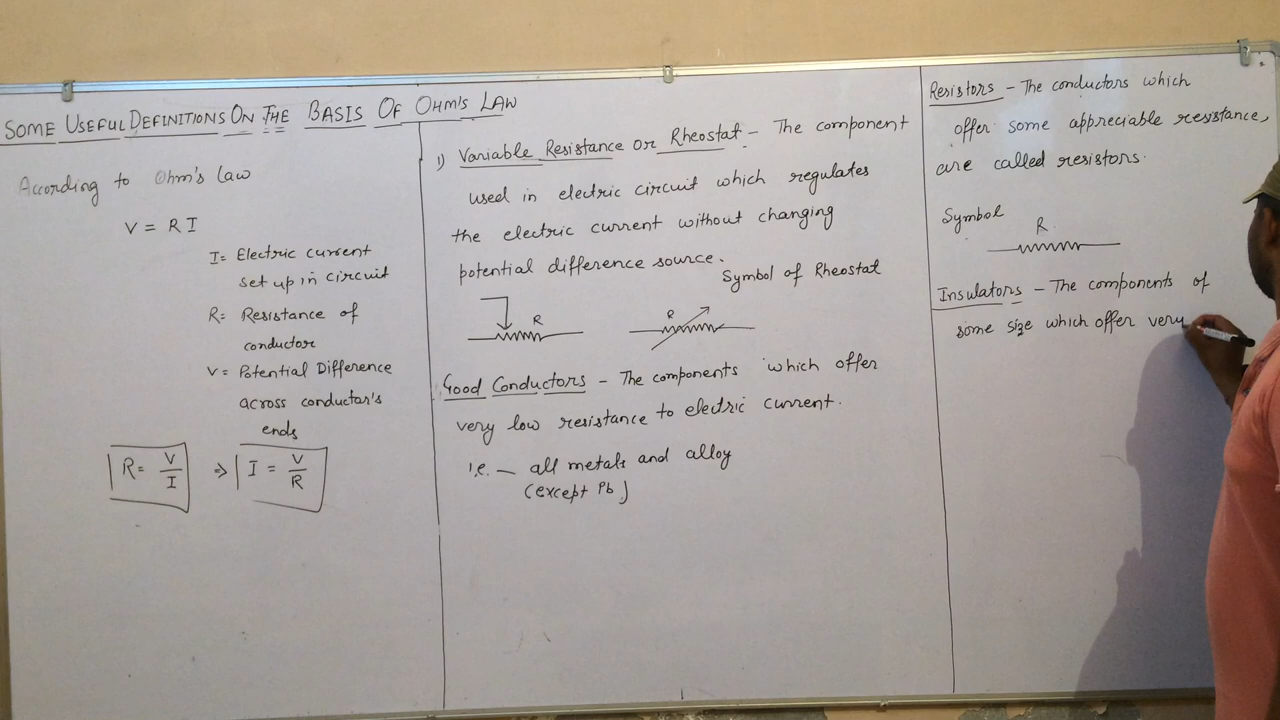 SOME USEFUL DEFINITIONS ON THE BASIS OF OHM'S LAW
According to Ohm's Law
V = R I
I = Electric current
set up in circuit
R = Resistance of
conductor
V = Potential Difference
across conductor's
ends
R = V/I ⇒ I = V/R
1) Variable Resistance Or Rheostat - The component
used in electric circuit which regulates
the electric current without changing
potential difference source.
Symbol of Rheostat
R R
Good Conductors - The components which offer
very low resistance to electric current.
i.e. - all metals and alloy
(except Pb)
Resistors - The conductors which
offer some appreciable resistance,
are called resistors.
Symbol
R
Insulators - The components of
some size which offer very